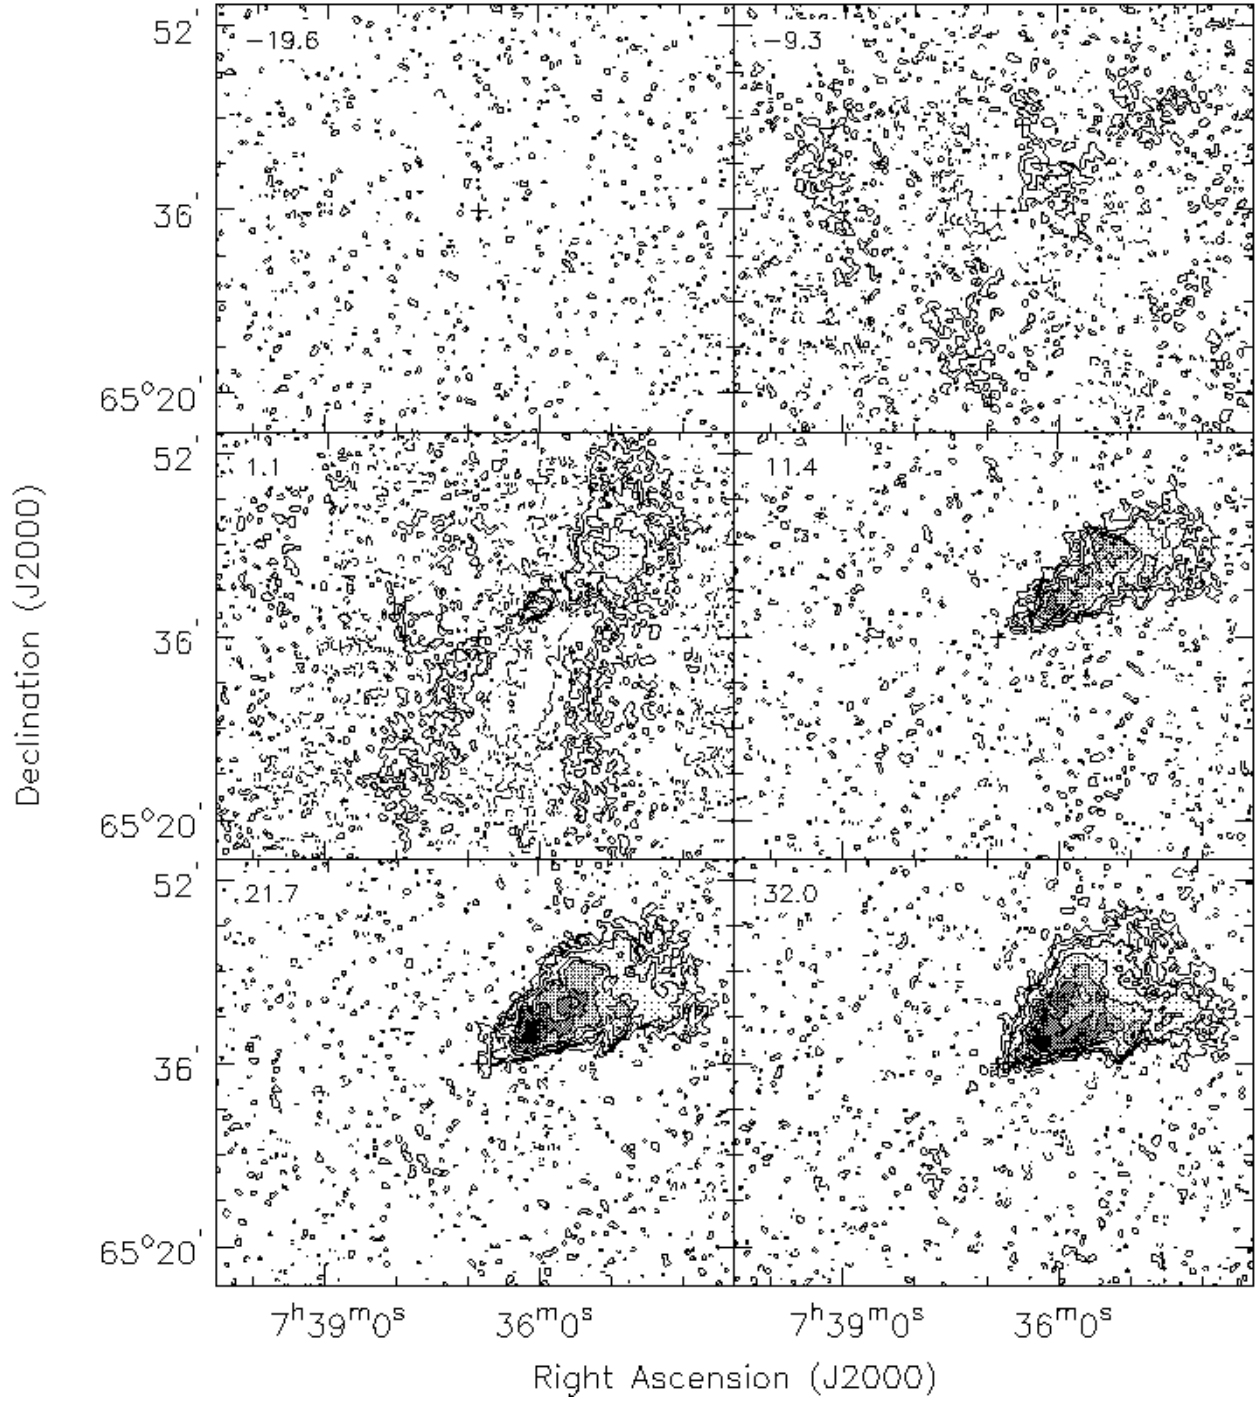 52'
−19.6
−9.3
36'
65°20'
52'
1.1
11.4
36'
65°20'
52'
21.7
32.0
36'
65°20'
Declination (J2000)
7ʰ39ᵐ0ˢ
36ᵐ0ˢ
7ʰ39ᵐ0ˢ
36ᵐ0ˢ
Right Ascension (J2000)